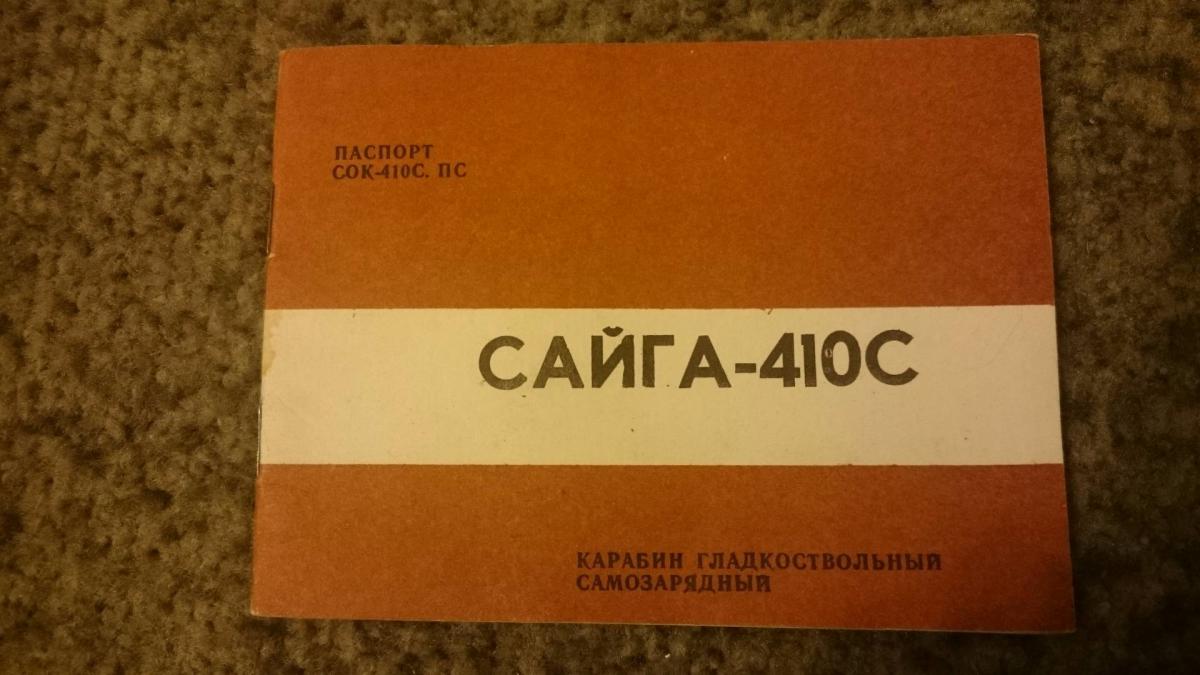 ПАСПОРТ
СОК-410С. ПС
САЙГА-410С
КАРАБИН ГЛАДКОСТВОЛЬНЫЙ
САМОЗАРЯДНЫЙ